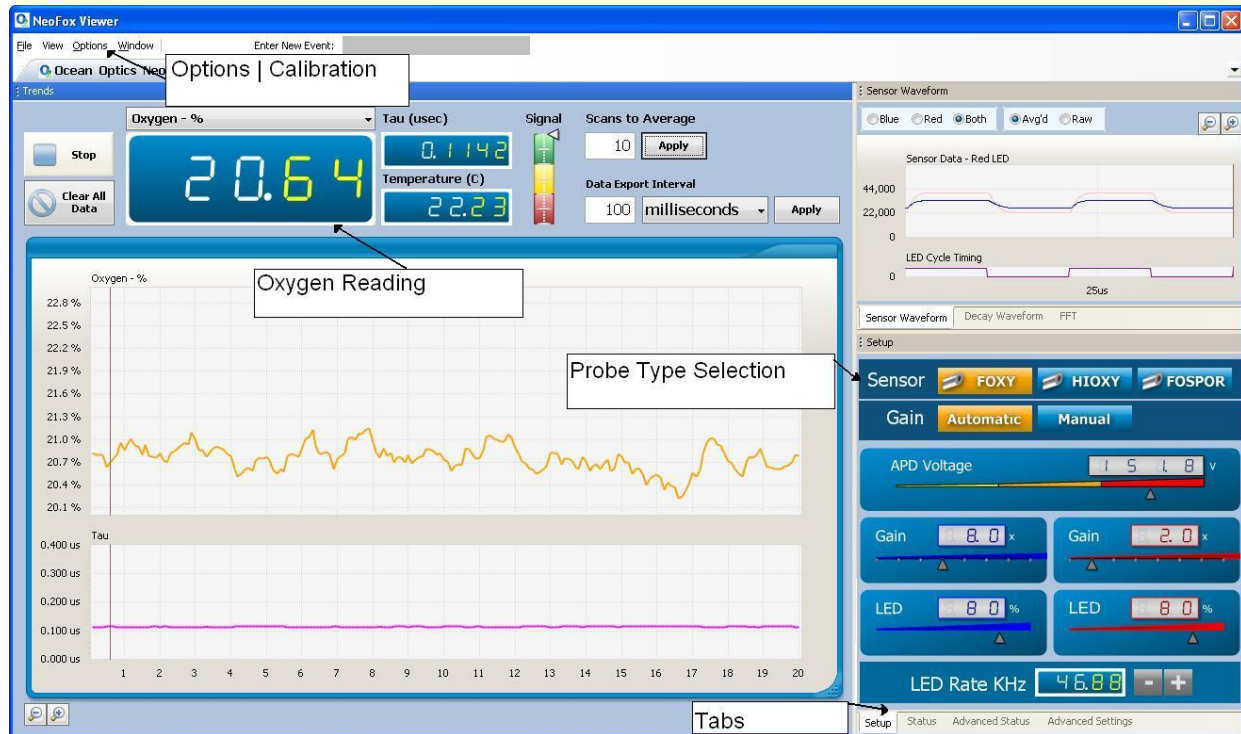 NeoFox Viewer
File View Options Window Enter New Event:
Ocean Optics Neo
Options | Calibration
Trends
Oxygen - %
Tau (usec)
Signal
Scans to Average
Stop
20.64
0.1142
10 Apply
Clear All
Data
Temperature (C)
22.23
Data Export Interval
100 milliseconds Apply
Oxygen Reading
Oxygen - %
22.8 %
22.5 %
22.2 %
21.9 %
21.6 %
21.3 %
21.0 %
20.7 %
20.4 %
20.1 %
Tau
0.400 us
0.300 us
0.200 us
0.100 us
0.000 us
1 2 3 4 5 6 7 8 9 10 11 12 13 14 15 16 17 18 19 20
Sensor Waveform
Blue Red Both Avg'd Raw
Sensor Data - Red LED
44,000
22,000
0
LED Cycle Timing
0
25us
Sensor Waveform Decay Waveform FFT
Setup
Probe Type Selection
Sensor FOXY HIOXY FOSPOR
Gain Automatic Manual
APD Voltage 151.8 V
Gain 8.0 x
Gain 2.0 x
LED 80 %
LED 80 %
LED Rate KHz 46.88 - +
Tabs
Setup Status Advanced Status Advanced Settings